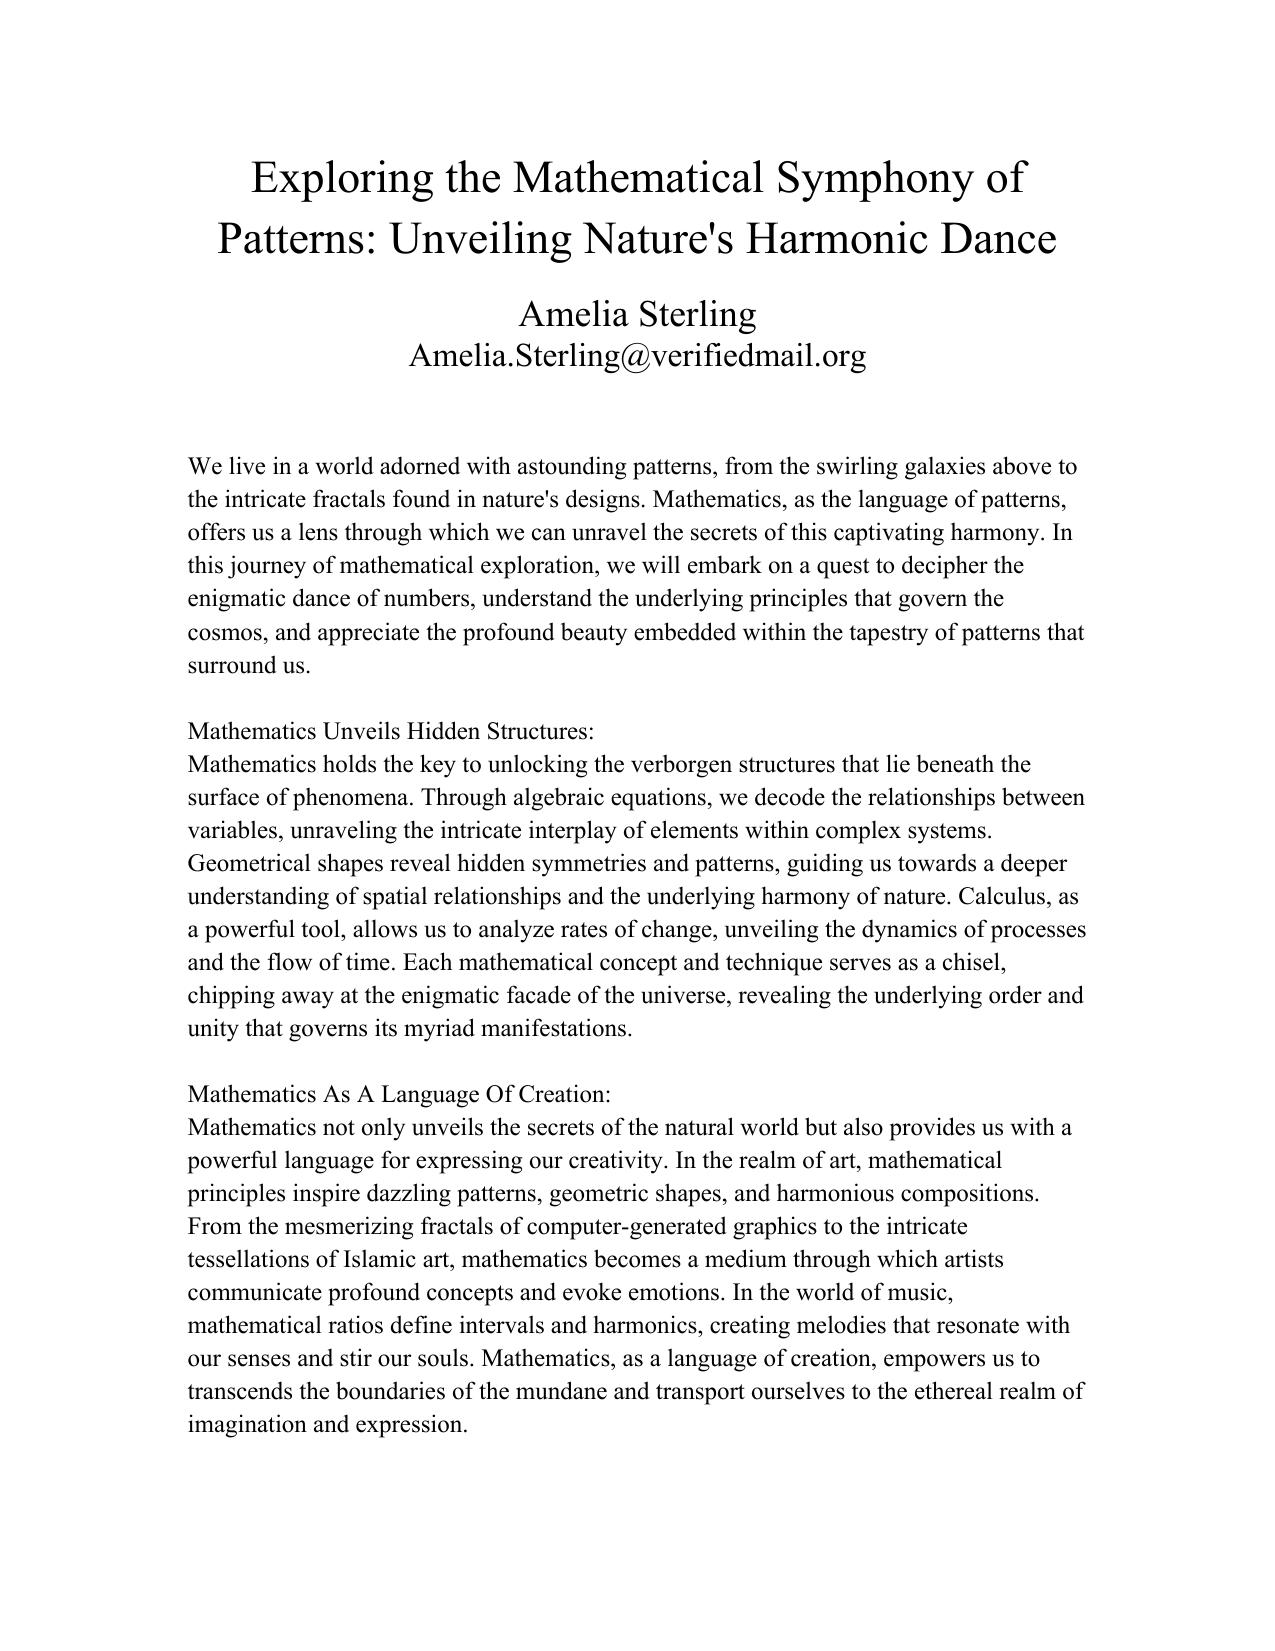 Exploring the Mathematical Symphony of
Patterns: Unveiling Nature's Harmonic Dance
Amelia Sterling
Amelia.Sterling@verifiedmail.org
We live in a world adorned with astounding patterns, from the swirling galaxies above to
the intricate fractals found in nature's designs. Mathematics, as the language of patterns,
offers us a lens through which we can unravel the secrets of this captivating harmony. In
this journey of mathematical exploration, we will embark on a quest to decipher the
enigmatic dance of numbers, understand the underlying principles that govern the
cosmos, and appreciate the profound beauty embedded within the tapestry of patterns that
surround us.
Mathematics Unveils Hidden Structures:
Mathematics holds the key to unlocking the verborgen structures that lie beneath the
surface of phenomena. Through algebraic equations, we decode the relationships between
variables, unraveling the intricate interplay of elements within complex systems.
Geometrical shapes reveal hidden symmetries and patterns, guiding us towards a deeper
understanding of spatial relationships and the underlying harmony of nature. Calculus, as
a powerful tool, allows us to analyze rates of change, unveiling the dynamics of processes
and the flow of time. Each mathematical concept and technique serves as a chisel,
chipping away at the enigmatic facade of the universe, revealing the underlying order and
unity that governs its myriad manifestations.
Mathematics As A Language Of Creation:
Mathematics not only unveils the secrets of the natural world but also provides us with a
powerful language for expressing our creativity. In the realm of art, mathematical
principles inspire dazzling patterns, geometric shapes, and harmonious compositions.
From the mesmerizing fractals of computer-generated graphics to the intricate
tessellations of Islamic art, mathematics becomes a medium through which artists
communicate profound concepts and evoke emotions. In the world of music,
mathematical ratios define intervals and harmonics, creating melodies that resonate with
our senses and stir our souls. Mathematics, as a language of creation, empowers us to
transcends the boundaries of the mundane and transport ourselves to the ethereal realm of
imagination and expression.